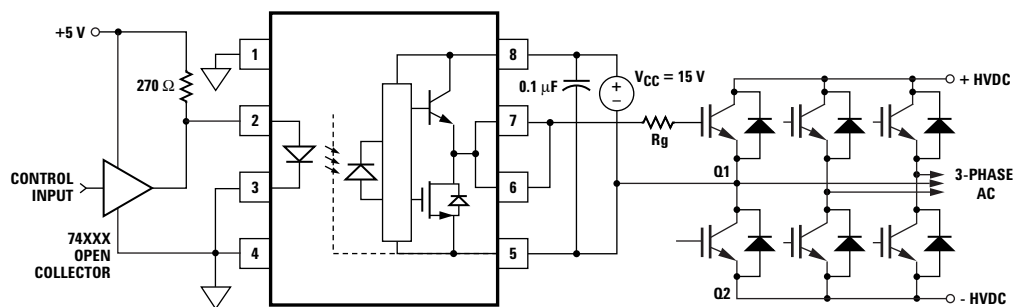 +5 V
270 Ω
CONTROL
INPUT
74XXX
OPEN
COLLECTOR
1
2
3
4
8
7
6
5
0.1 μF
VCC = 15 V
+
−
Rg
+ HVDC
Q1
3-PHASE
AC
Q2
- HVDC